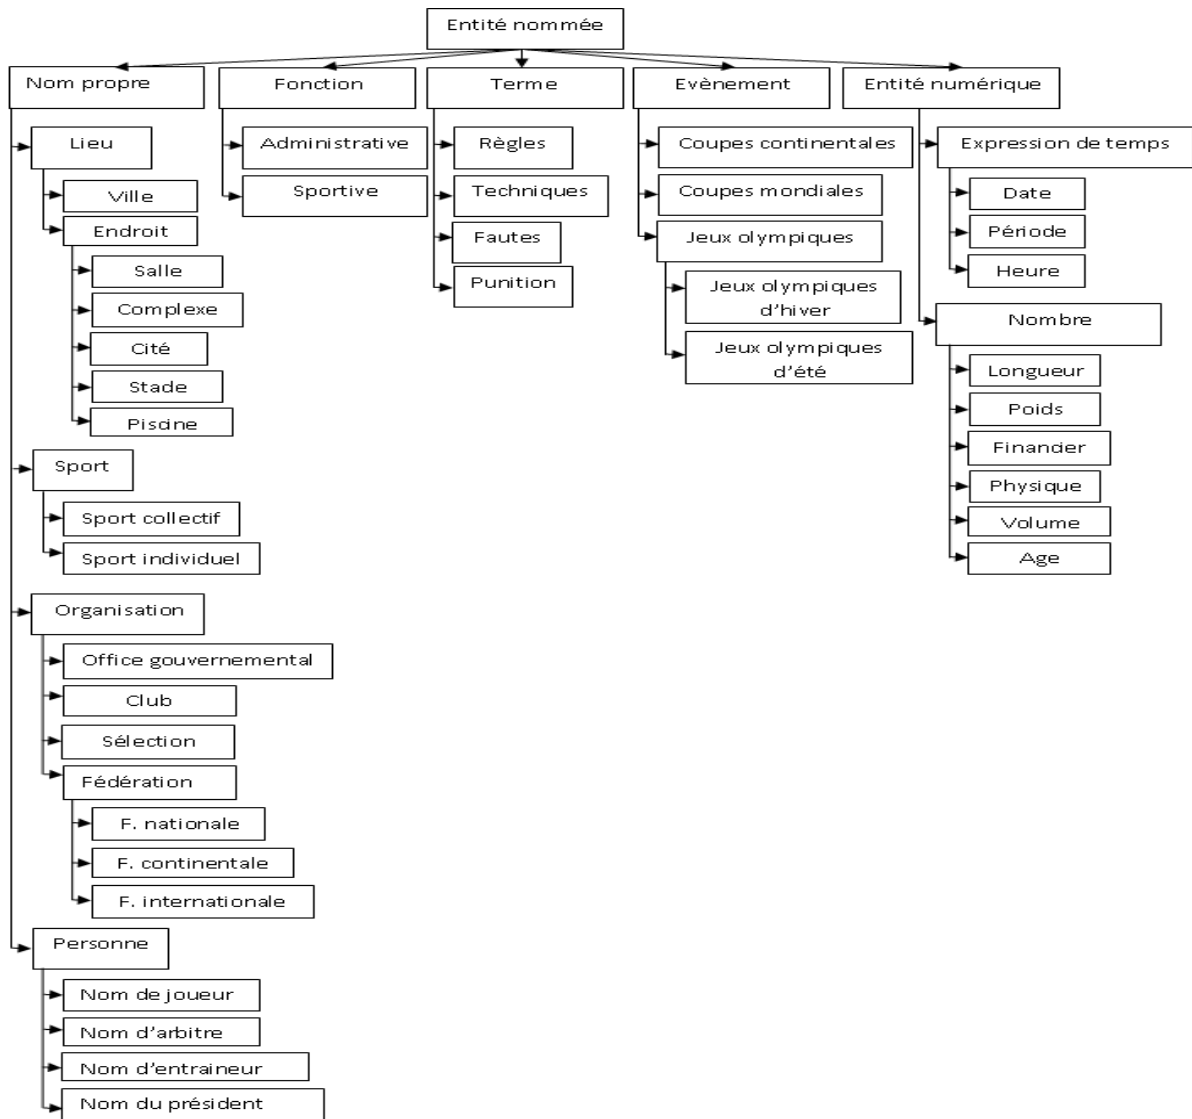 Entité nommée
Nom propre
Fonction
Terme
Evènement
Entité numérique
Lieu
Ville
Endroit
Salle
Complexe
Cité
Stade
Piscine
Sport
Sport collectif
Sport individuel
Organisation
Office gouvernemental
Club
Sélection
Fédération
F. nationale
F. continentale
F. internationale
Personne
Nom de joueur
Nom d'arbitre
Nom d'entraineur
Nom du président
Administrative
Sportive
Règles
Techniques
Fautes
Punition
Coupes continentales
Coupes mondiales
Jeux olympiques
Jeux olympiques
d'hiver
Jeux olympiques
d'été
Expression de temps
Date
Période
Heure
Nombre
Longueur
Poids
Financier
Physique
Volume
Age